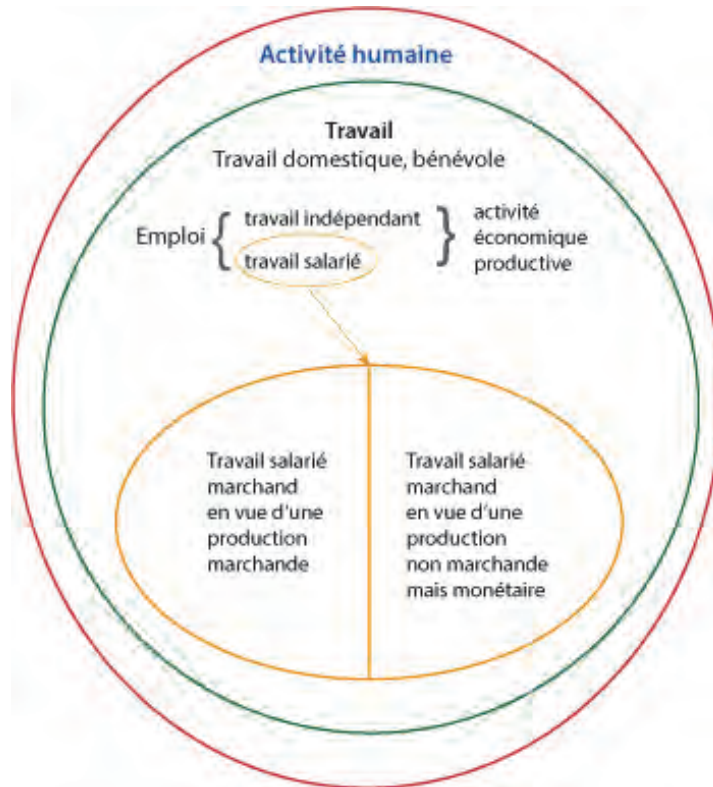 Activité humaine
Travail
Travail domestique, bénévole
Emploi { travail indépendant } activité
économique
travail salarié
productive
Travail salarié
marchand
en vue d'une
production
marchande
Travail salarié
marchand
en vue d'une
production
non marchande
mais monétaire